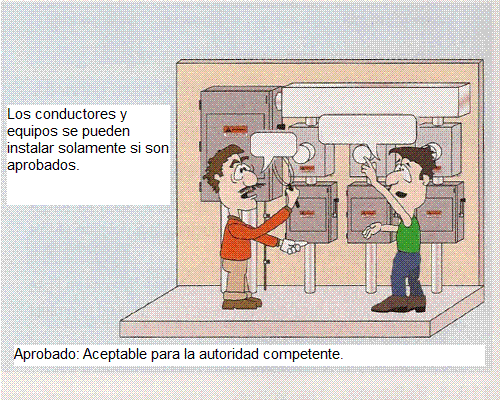 Los conductores y
equipos se pueden
instalar solamente si son
aprobados.
Aprobado: Aceptable para la autoridad competente.